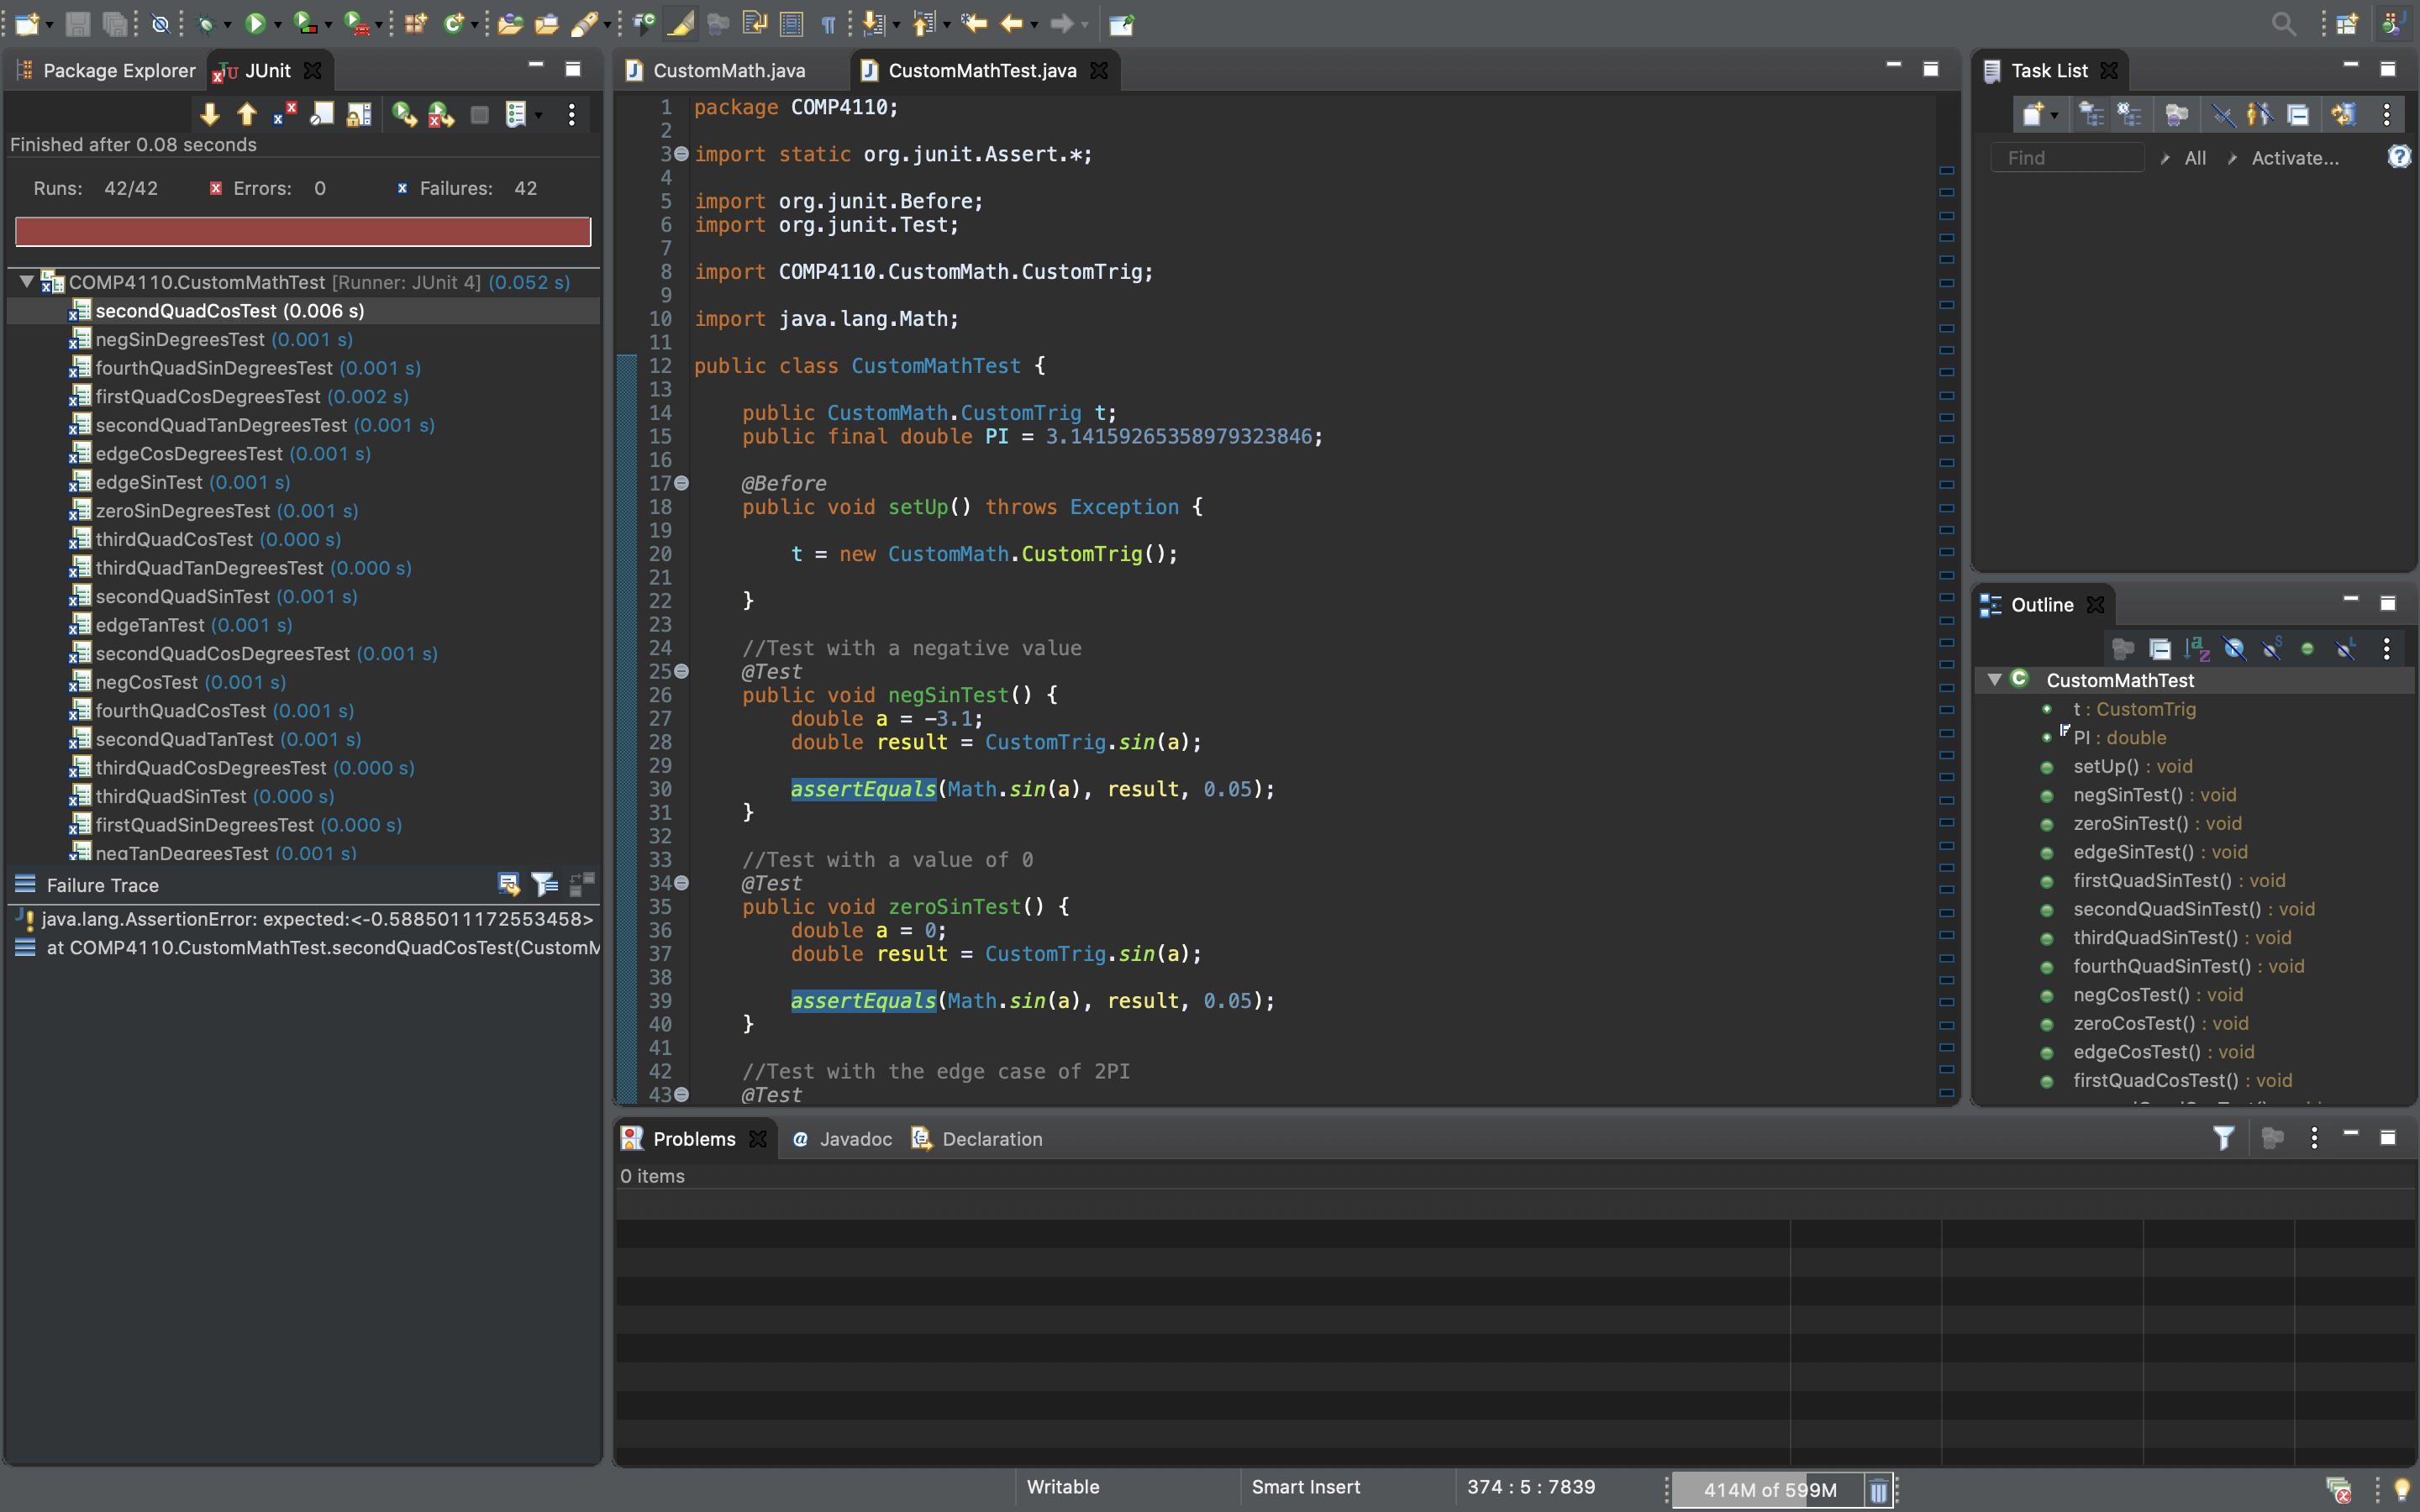 Package Explorer
JUnit
Finished after 0.08 seconds
Runs: 42/42 Errors: 0 Failures: 42
COMP4110.CustomMathTest [Runner: JUnit 4] (0.052 s)
secondQuadCosTest (0.006 s)
negSinDegreesTest (0.001 s)
fourthQuadSinDegreesTest (0.001 s)
firstQuadCosDegreesTest (0.002 s)
secondQuadTanDegreesTest (0.001 s)
edgeCosDegreesTest (0.001 s)
edgeSinTest (0.001 s)
zeroSinDegreesTest (0.001 s)
thirdQuadCosTest (0.000 s)
thirdQuadTanDegreesTest (0.000 s)
secondQuadSinTest (0.001 s)
edgeTanTest (0.001 s)
secondQuadCosDegreesTest (0.001 s)
negCosTest (0.001 s)
fourthQuadCosTest (0.001 s)
secondQuadTanTest (0.001 s)
thirdQuadCosDegreesTest (0.000 s)
thirdQuadSinTest (0.000 s)
firstQuadSinDegreesTest (0.000 s)
negTanDegreesTest (0.001 s)
Failure Trace
java.lang.AssertionError: expected:<-0.5885011172553458>
at COMP4110.CustomMathTest.secondQuadCosTest(CustomM
CustomMath.java
CustomMathTest.java
1 package COMP4110;
2
3 import static org.junit.Assert.*;
4
5 import org.junit.Before;
6 import org.junit.Test;
7
8 import COMP4110.CustomMath.CustomTrig;
9
10 import java.lang.Math;
11
12 public class CustomMathTest {
13
14 public CustomMath.CustomTrig t;
15 public final double PI = 3.14159265358979323846;
16
17 @Before
18 public void setUp() throws Exception {
19
20 t = new CustomMath.CustomTrig();
21
22 }
23
24 //Test with a negative value
25 @Test
26 public void negSinTest() {
27 double a = -3.1;
28 double result = CustomTrig.sin(a);
29
30 assertEquals(Math.sin(a), result, 0.05);
31 }
32
33 //Test with a value of 0
34 @Test
35 public void zeroSinTest() {
36 double a = 0;
37 double result = CustomTrig.sin(a);
38
39 assertEquals(Math.sin(a), result, 0.05);
40 }
41
42 //Test with the edge case of 2PI
43 @Test
Task List
Find All Activate...
Outline
CustomMathTest
t : CustomTrig
PI : double
setUp() : void
negSinTest() : void
zeroSinTest() : void
edgeSinTest() : void
firstQuadSinTest() : void
secondQuadSinTest() : void
thirdQuadSinTest() : void
fourthQuadSinTest() : void
negCosTest() : void
zeroCosTest() : void
edgeCosTest() : void
firstQuadCosTest() : void
Problems
Javadoc
Declaration
0 items
Writable
Smart Insert
374 : 5 : 7839
414M of 599M